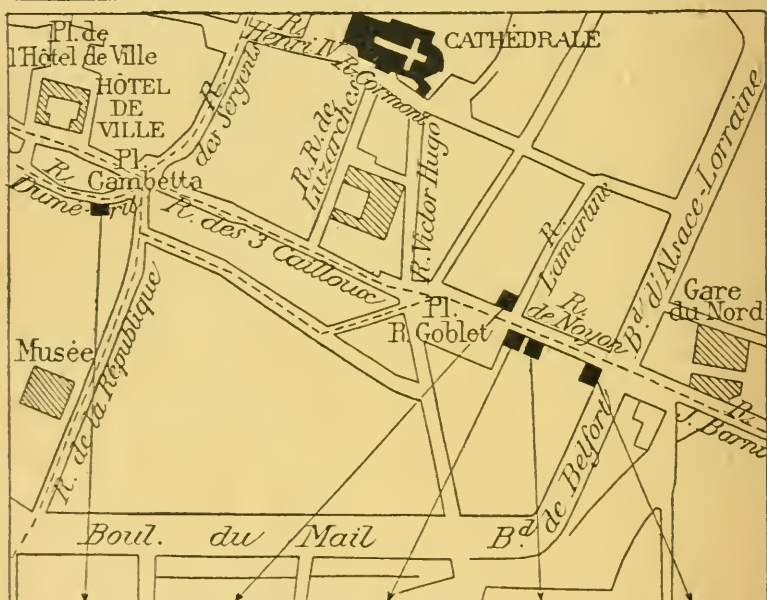 Pl. de
l'Hôtel de Ville
HÔTEL
DE
VILLE
R. Henri IV
CATHÉDRALE
R. Cormont
R. des Sergents
R. R. de Luzarches
R. Victor Hugo
Pl.
Gambetta
R. Duméril
R. des 3 Cailloux
R. Lamartine
Bd. d'Alsace-Lorraine
Gare
du Nord
Pl.
R. Goblet
R.
de Noyon
Musée
R. de la République
R.
J. Barni
Bd. de Belfort
Boul. du Mail